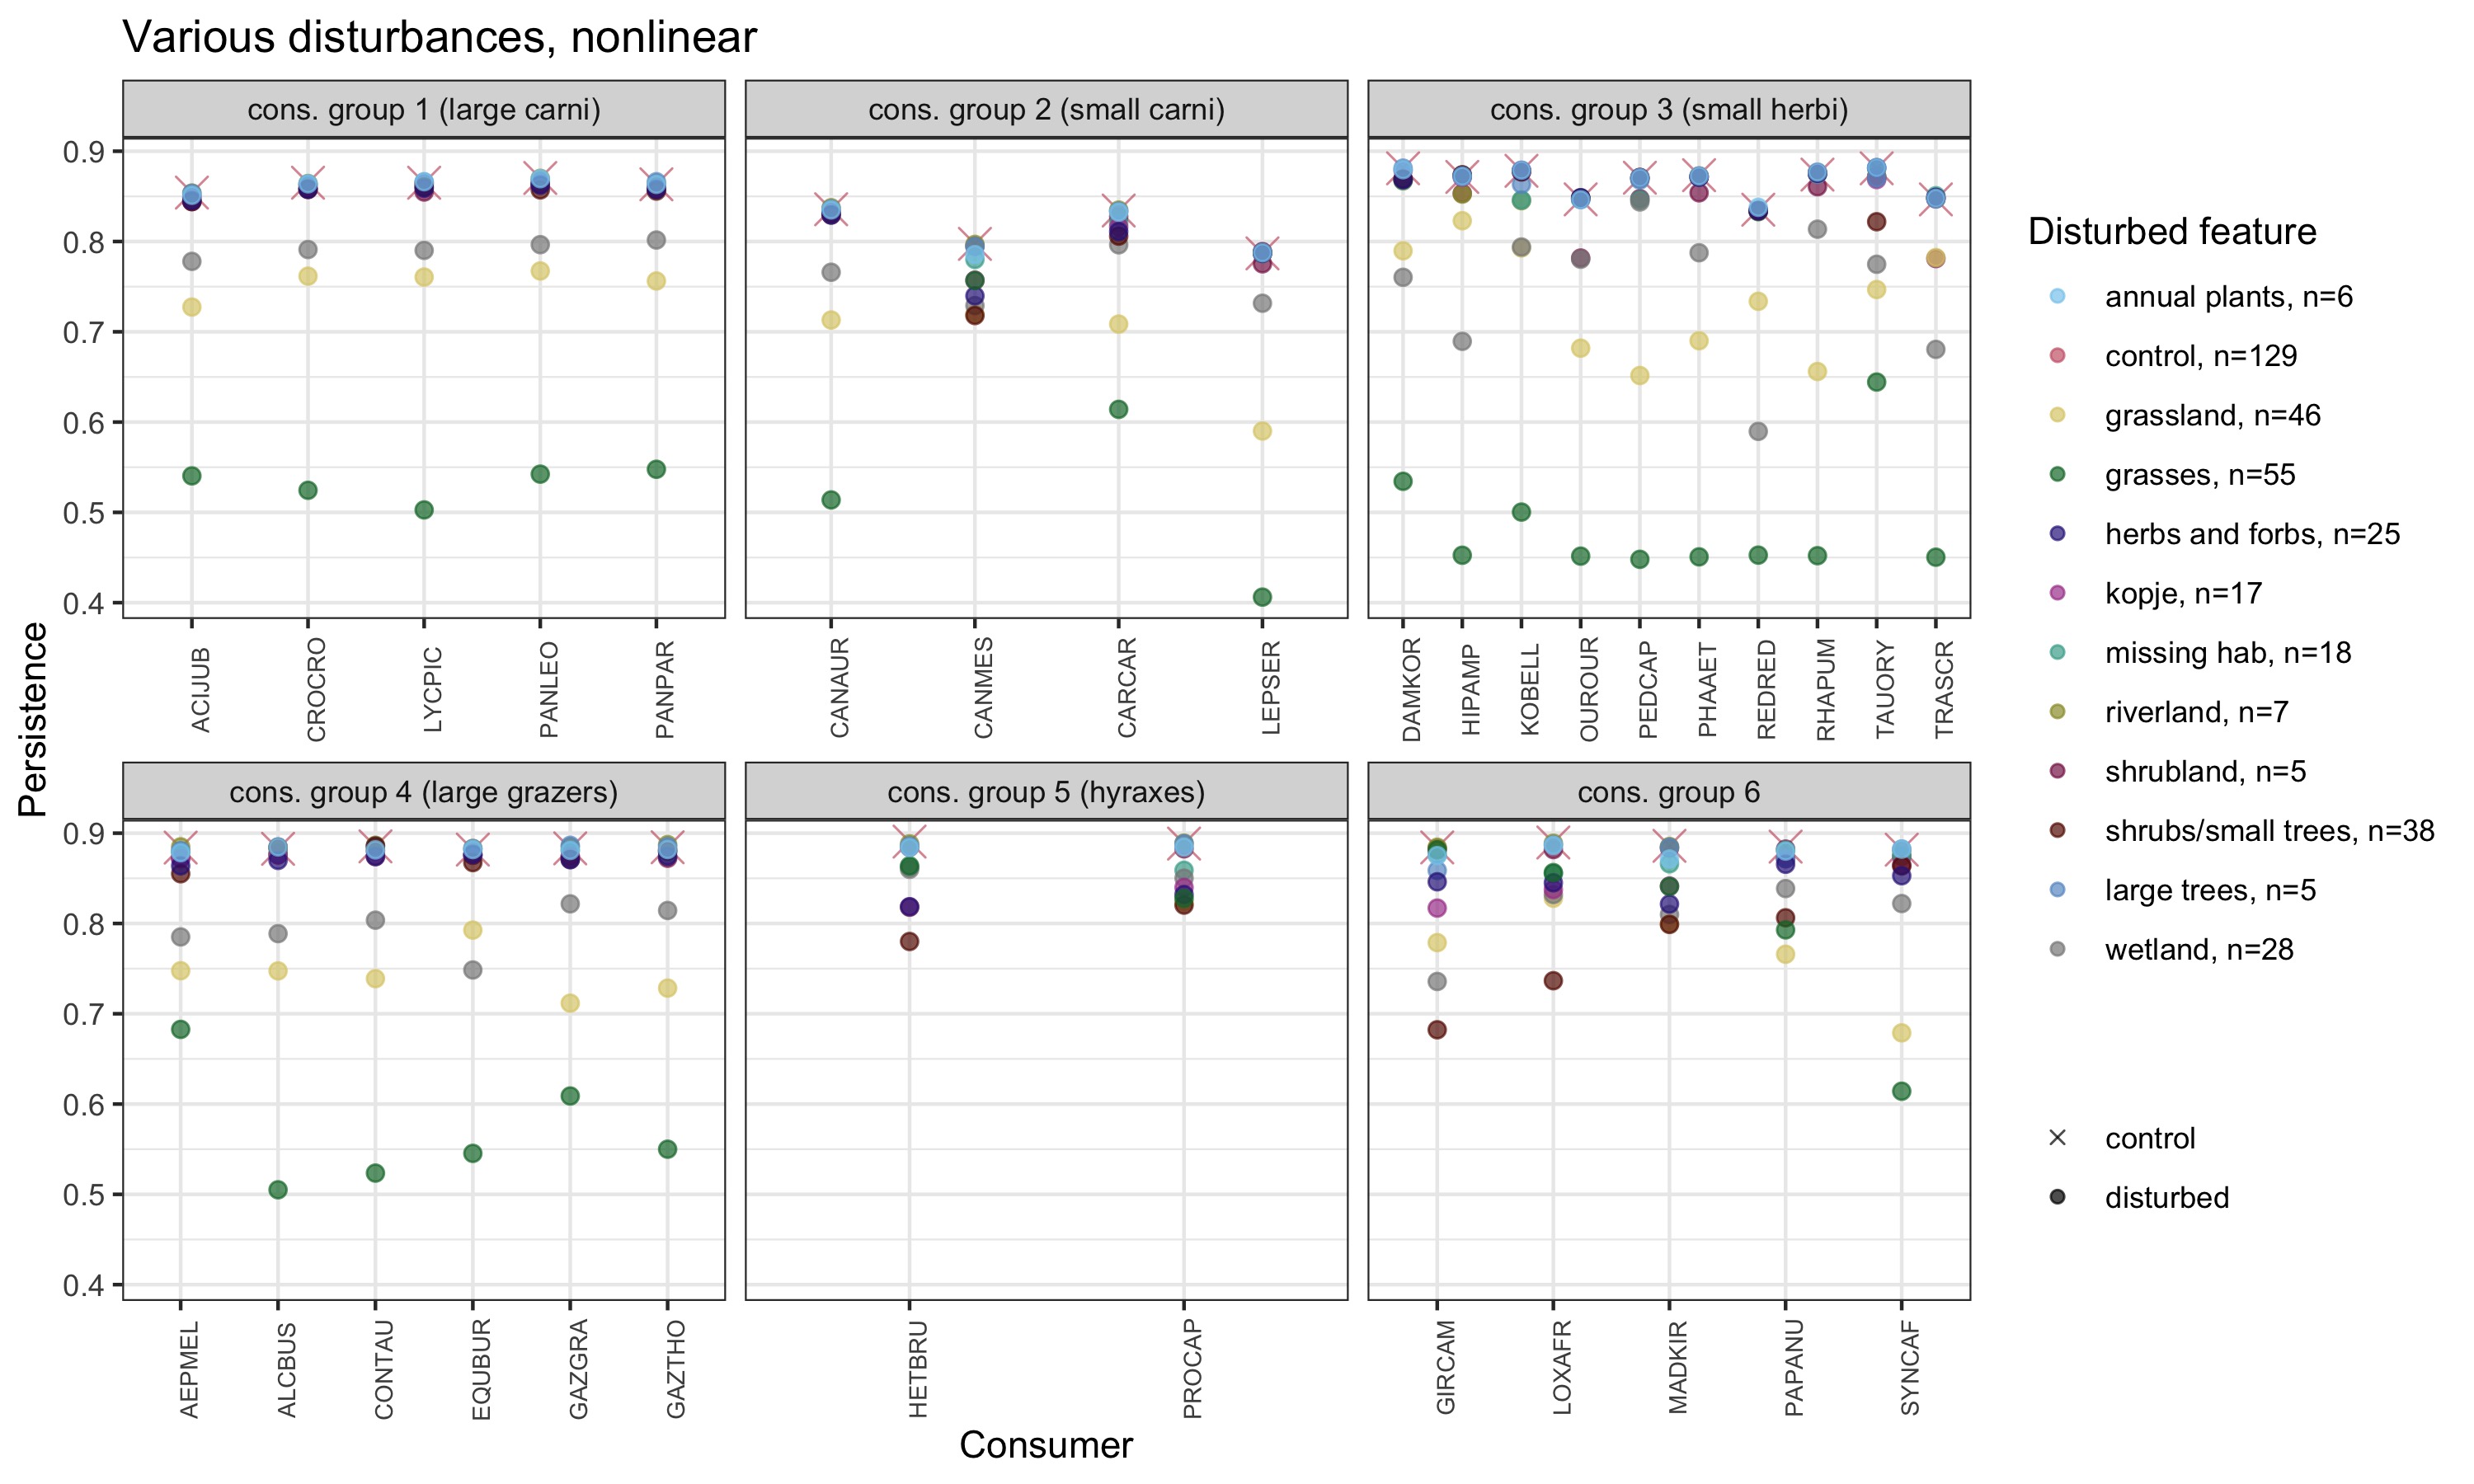 Various disturbances, nonlinear
cons. group 1 (large carni)
cons. group 2 (small carni)
cons. group 3 (small herbi)
0.9
0.8
0.7
0.6
0.5
0.4
ACIJUB
CROCRO
LYCPIC
PANLEO
PANPAR
CANAUR
CANMES
CARCAR
LEPSER
DAMKOR
HIPAMP
KOBELL
OUROUR
PEDCAP
PHAAET
REDRED
RHAPUM
TAUORY
TRASCR
Persistence
cons. group 4 (large grazers)
cons. group 5 (hyraxes)
cons. group 6
0.9
0.8
0.7
0.6
0.5
0.4
AEPMEL
ALCBUS
CONTAU
EQUBUR
GAZGRA
GAZTHO
HETBRU
PROCAP
GIRCAM
LOXAFR
MADKIR
PAPANU
SYNCAF
Consumer
Disturbed feature
annual plants, n=6
control, n=129
grassland, n=46
grasses, n=55
herbs and forbs, n=25
kopje, n=17
missing hab, n=18
riverland, n=7
shrubland, n=5
shrubs/small trees, n=38
large trees, n=5
wetland, n=28
control
disturbed